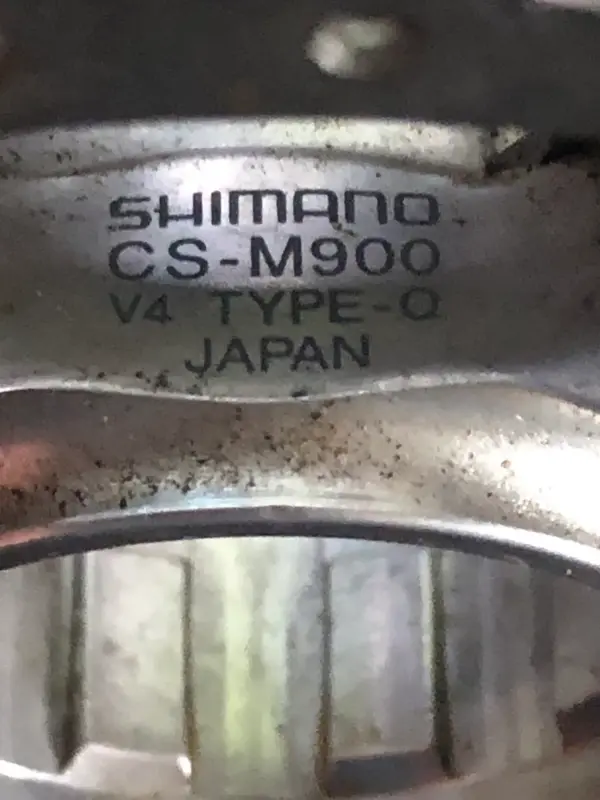 SHIMANO
CS-M900
V4 TYPE-Q
JAPAN